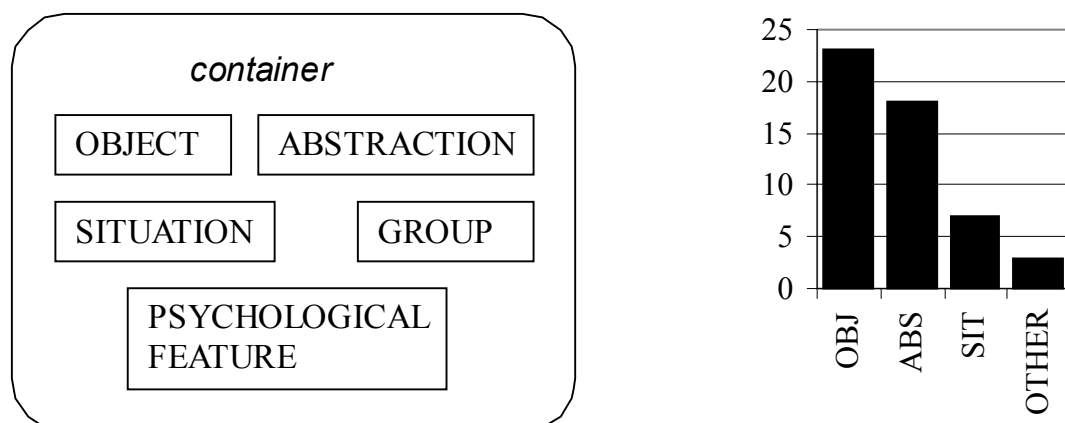 container
OBJECT
ABSTRACTION
SITUATION
GROUP
PSYCHOLOGICAL
FEATURE
25
20
15
10
5
0
OBJ
ABS
SIT
OTHER